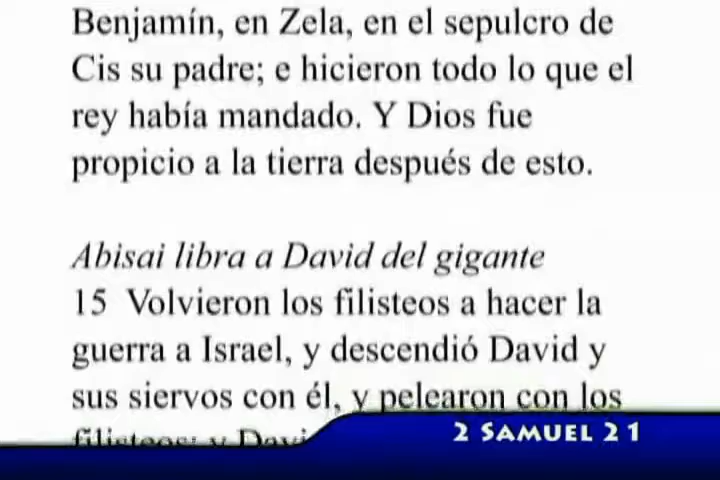 Benjamín, en Zela, en el sepulcro de
Cis su padre; e hicieron todo lo que el
rey había mandado. Y Dios fue
propicio a la tierra después de esto.
Abisai libra a David del gigante
15 Volvieron los filisteos a hacer la
guerra a Israel, y descendió David y
sus siervos con él, y pelearon con los
filisteos; y Davi
2 SAMUEL 21